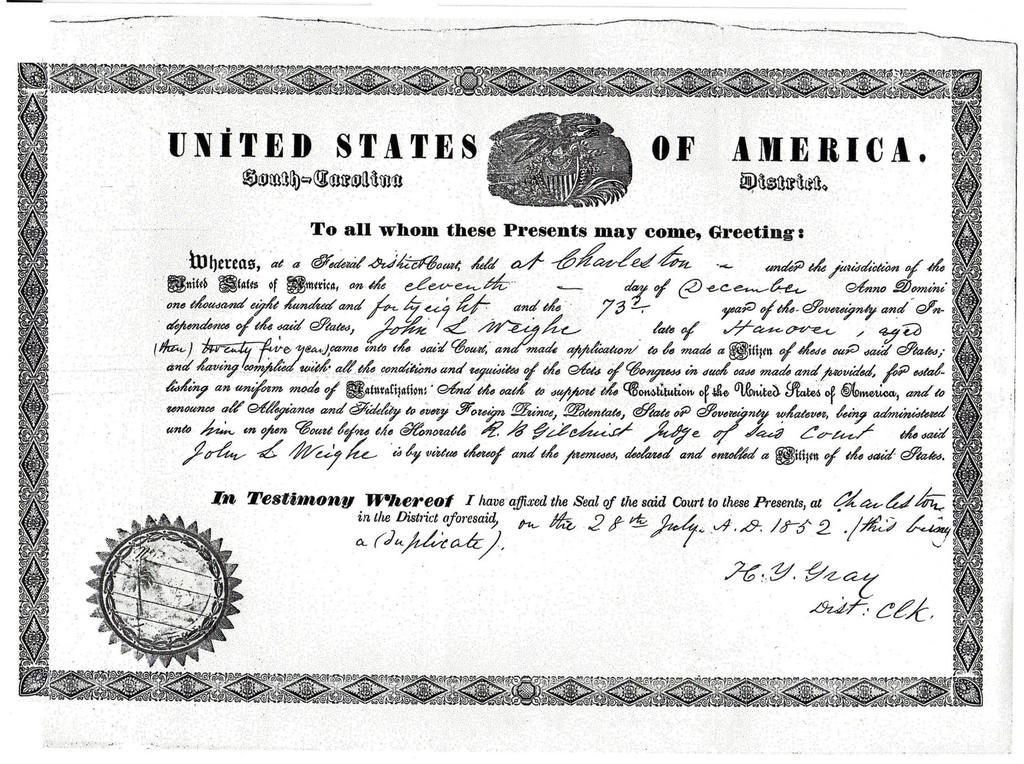 UNITED STATES OF AMERICA.
South-Carolina District.
To all whom these Presents may come, Greeting:
Whereas, at a Federal District Court, held at Charleston – under the jurisdiction of the
United States of America, on the eleventh – day of December Anno Domini
one thousand eight hundred and forty eight and the 73d year of the Sovereignty and In-
dependence of the said States, John L Weighe late of Hanover, aged
(then) twenty five years came into the said Court, and made application to be made a Citizen of these our said States;
and having complied with all the conditions and requisites of the Acts of Congress in such case made and provided, for estab-
lishing an uniform mode of Naturalization: And the oath to support the Constitution of the United States of America, and to
renounce all Allegiance and Fidelity to every Foreign Prince, Potentate, State or Sovereignty whatever, being administered
unto him in open Court before the Honorable R. B Gilchrist Judge of said Court the said
John L Weighe is by virtue thereof and the premises, declared and enrolled a Citizen of the said States.
In Testimony Whereof I have affixed the Seal of the said Court to these Presents, at Charleston
in the District aforesaid, on the 28th July A.D. 1852. (this being
a duplicate).
H. Y. Gray
Dist: Clk.